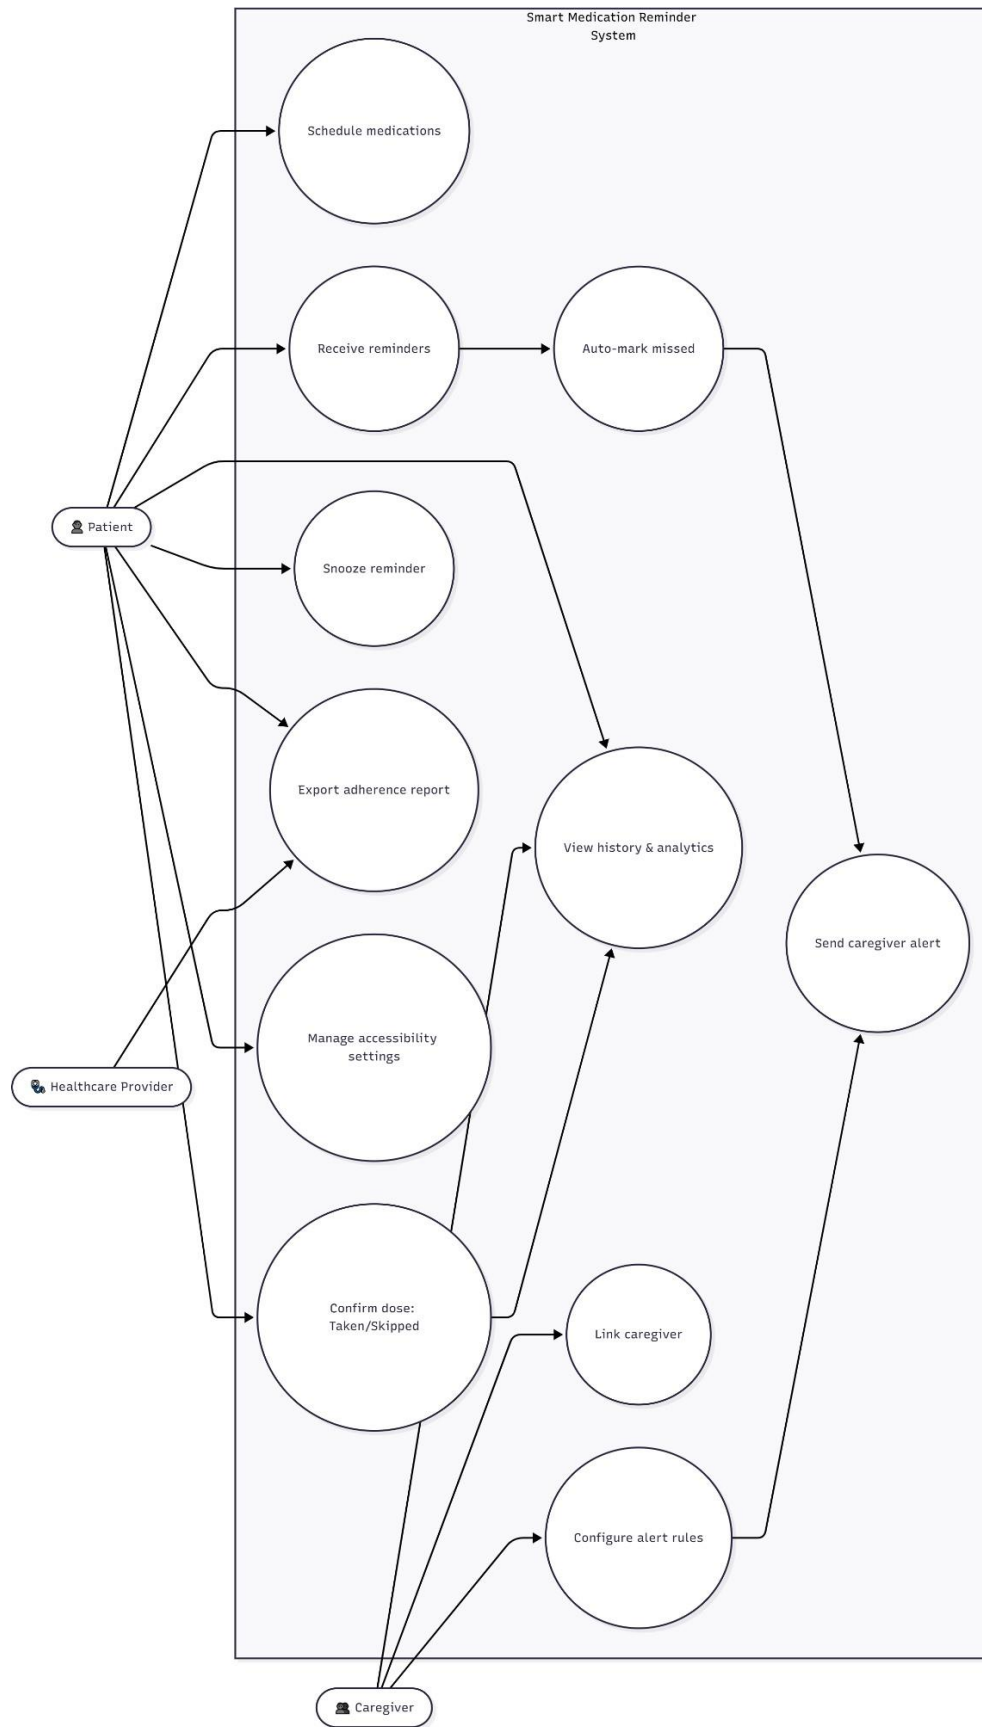 Smart Medication Reminder
System
Schedule medications
Receive reminders
Auto-mark missed
Patient
Snooze reminder
Export adherence report
View history & analytics
Send caregiver alert
Manage accessibility
settings
Healthcare Provider
Confirm dose:
Taken/Skipped
Link caregiver
Configure alert rules
Caregiver